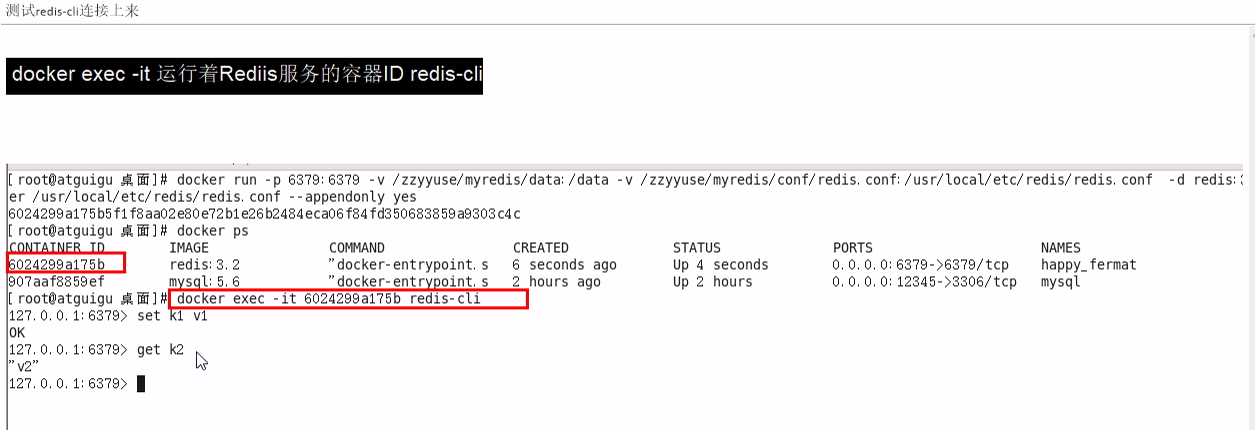 测试redis-cli连接上来
docker exec -it 运行着Rediis服务的容器ID redis-cli
[root@atguigu 桌面]# docker run -p 6379:6379 -v /zzyyuse/myredis/data:/data -v /zzyyuse/myredis/conf/redis.conf:/usr/local/etc/redis/redis.conf -d redis:3
er /usr/local/etc/redis/redis.conf --appendonly yes
6024299a175b5f1f8aa02e80e72b1e26b2484eca06f84fd350683859a9303c4c
[root@atguigu 桌面]# docker ps
CONTAINER ID IMAGE COMMAND CREATED STATUS PORTS NAMES
6024299a175b redis:3.2 "docker-entrypoint.s 6 seconds ago Up 4 seconds 0.0.0.0:6379->6379/tcp happy_fermat
907aaf8859ef mysql:5.6 "docker-entrypoint.s 2 hours ago Up 2 hours 0.0.0.0:12345->3306/tcp mysql
[root@atguigu 桌面]# docker exec -it 6024299a175b redis-cli
127.0.0.1:6379> set k1 v1
OK
127.0.0.1:6379> get k2
"v2"
127.0.0.1:6379>